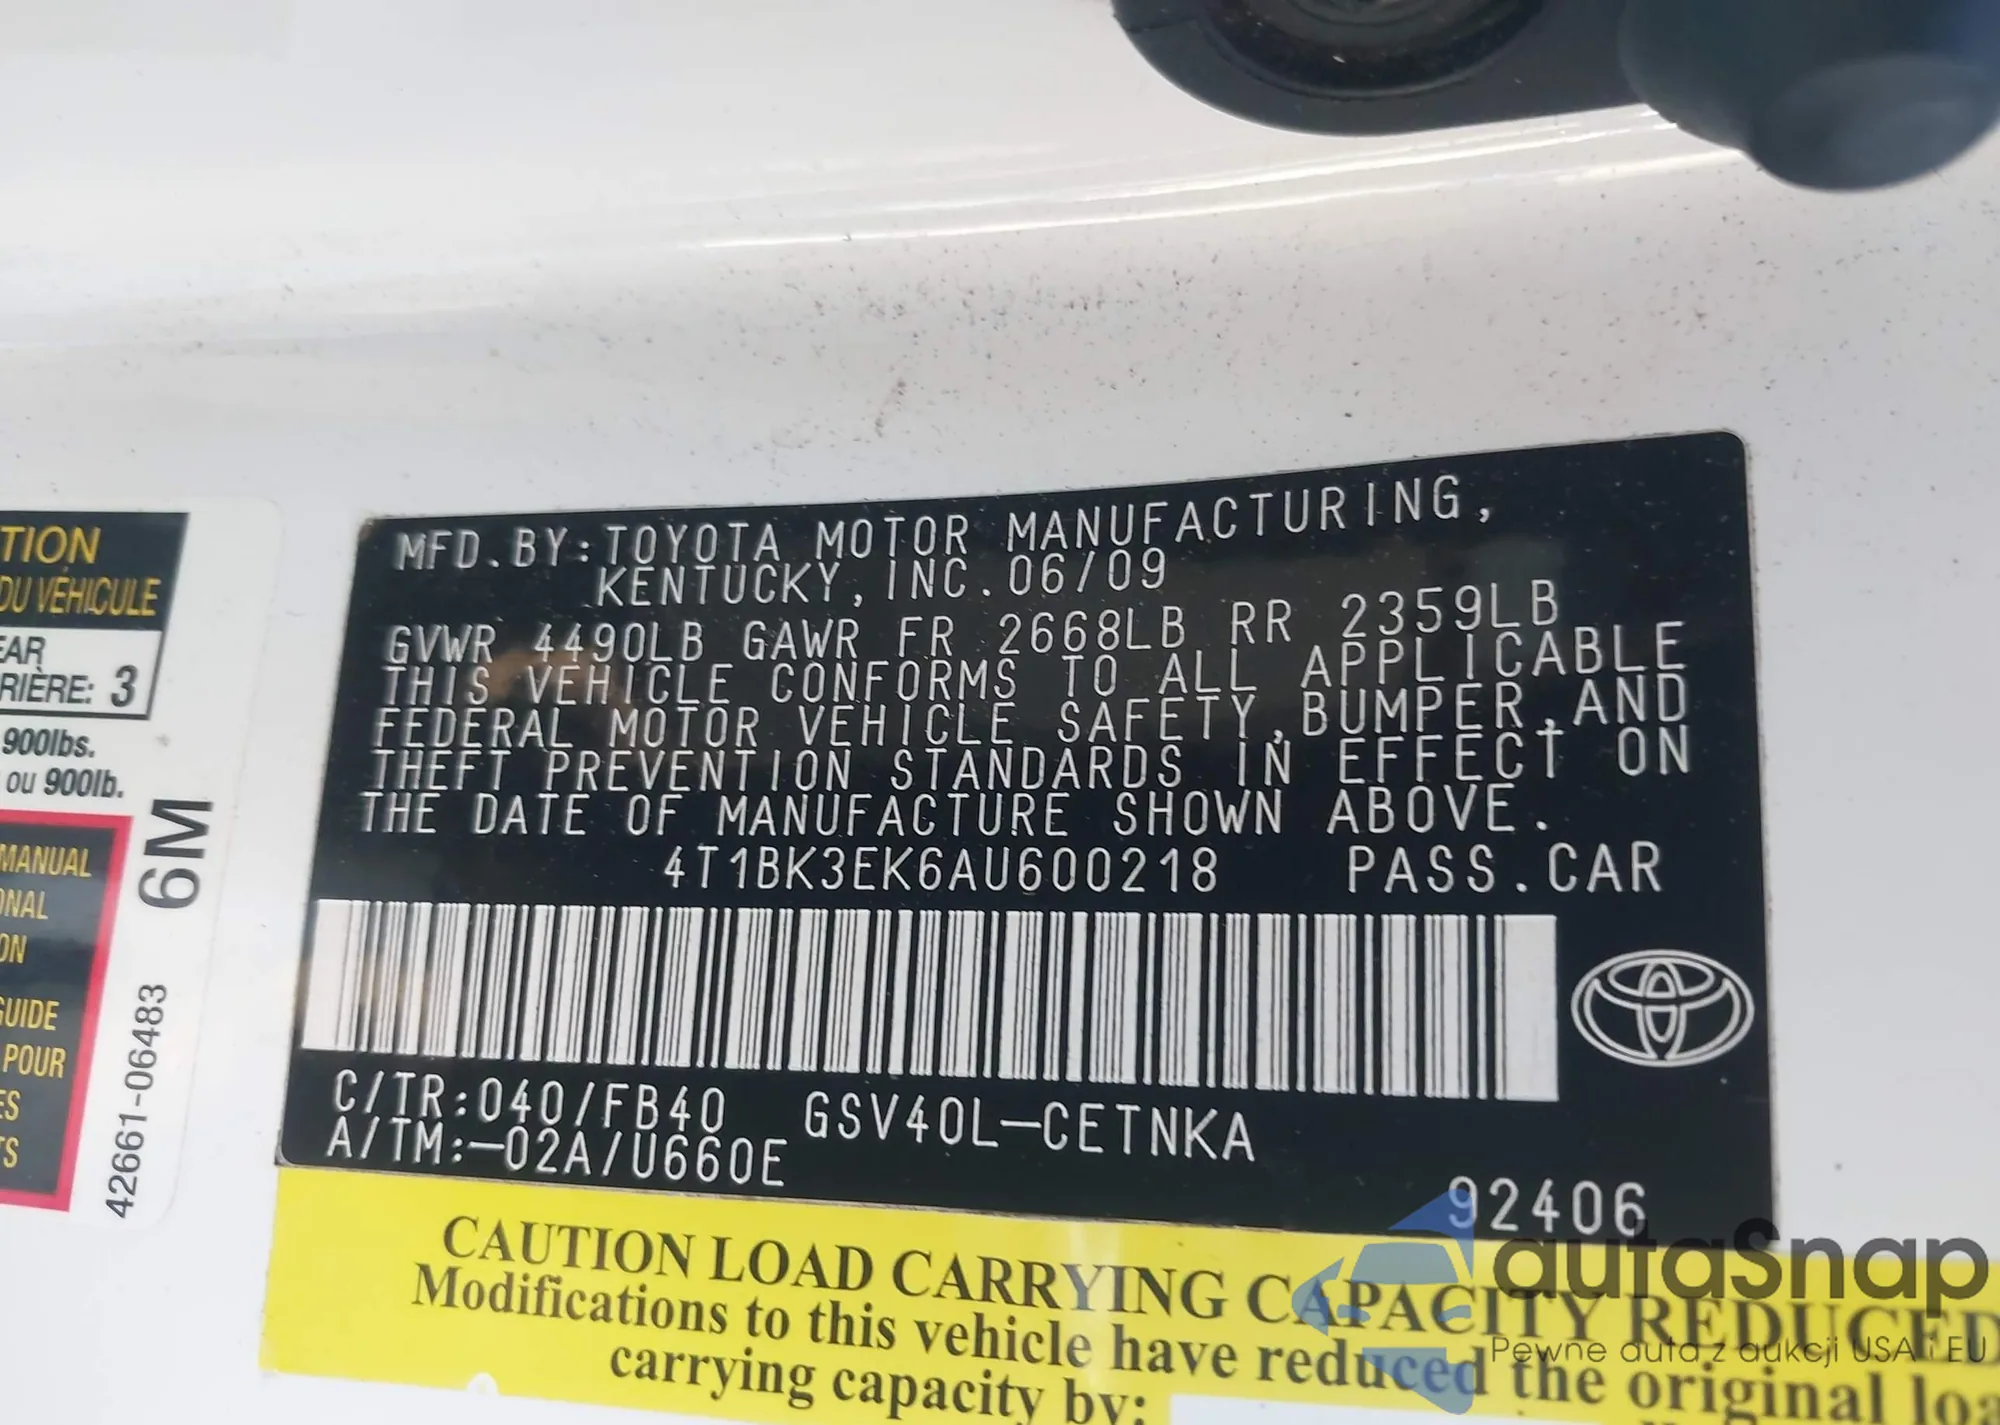 TION
DU VÉHICULE
EAR
RIÈRE: 3
900lbs.
ou 900lb.
MANUAL
ONAL
ON
GUIDE
POUR
ES
TS
6M
42661-06483
MFD.BY:TOYOTA MOTOR MANUFACTURING,
KENTUCKY,INC.06/09
GVWR 4490LB GAWR FR 2668LB RR 2359LB
THIS VEHICLE CONFORMS TO ALL APPLICABLE
FEDERAL MOTOR VEHICLE SAFETY,BUMPER,AND
THEFT PREVENTION STANDARDS IN EFFECT ON
THE DATE OF MANUFACTURE SHOWN ABOVE.
4T1BK3EK6AU600218 PASS.CAR
C/TR:040/FB40 GSV40L-CETNKA
A/TM:-02A/U660E
92406
CAUTION LOAD CARRYING CAPACITY REDUCED
Modifications to this vehicle have reduced the original loa
carrying capacity by:
autaSnap
Pewne auta z aukcji USA i EU